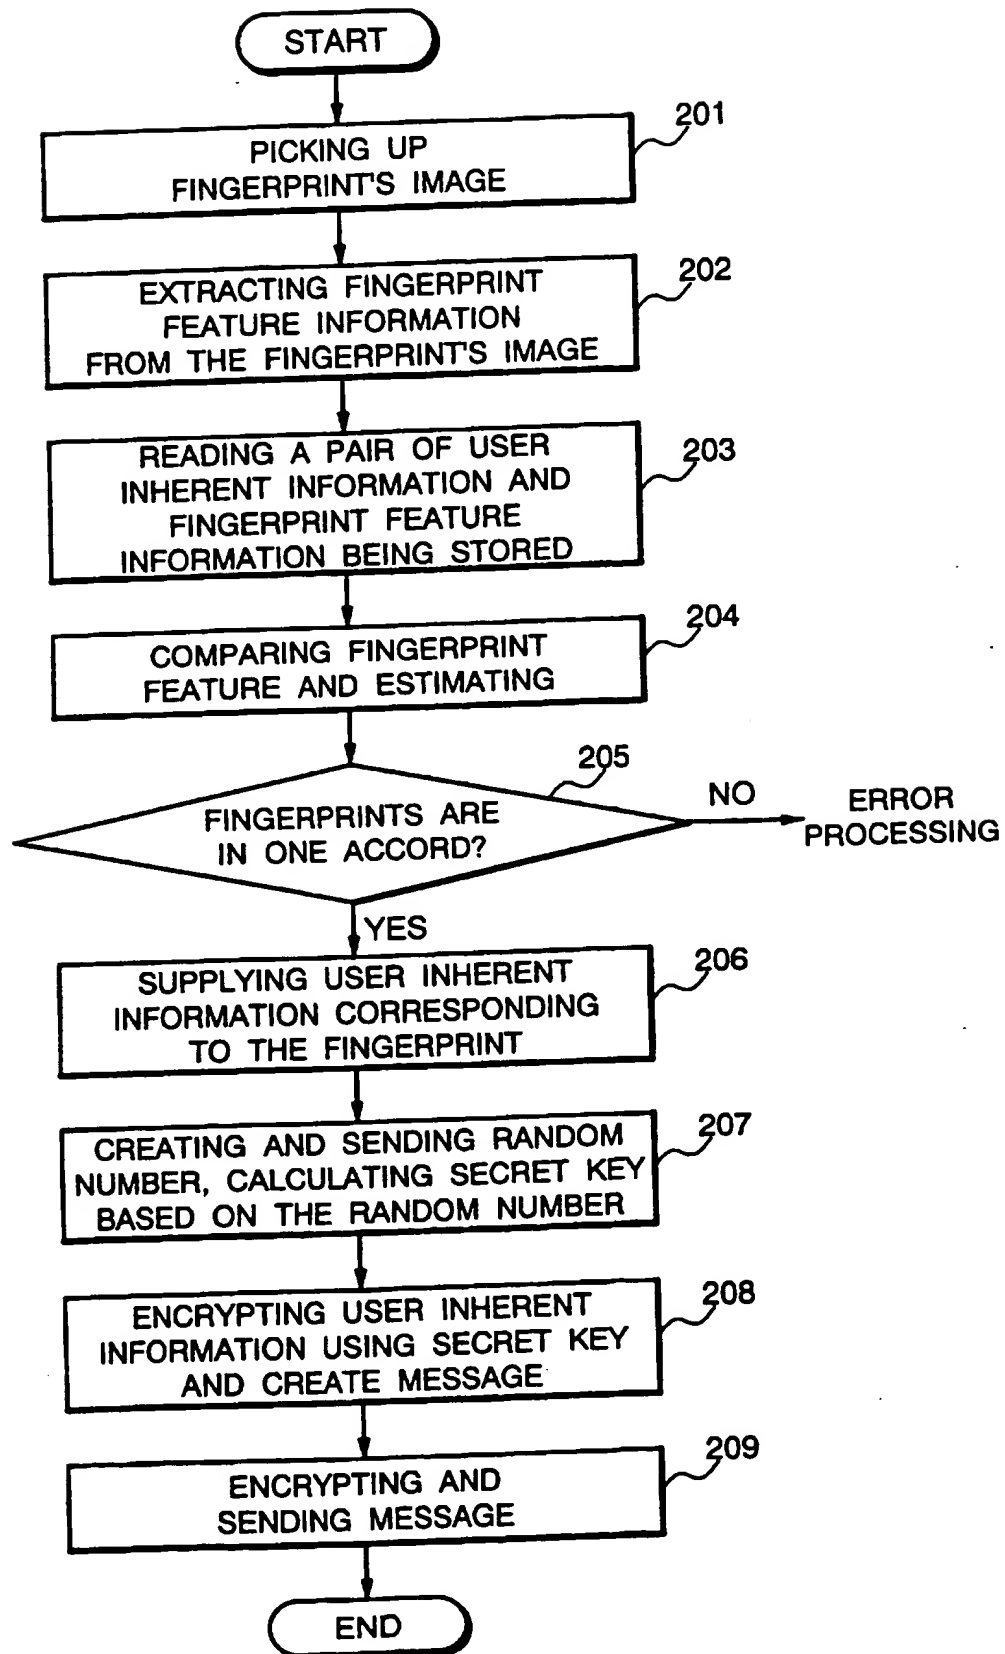 START
201
PICKING UP
FINGERPRINT'S IMAGE
202
EXTRACTING FINGERPRINT
FEATURE INFORMATION
FROM THE FINGERPRINT'S IMAGE
203
READING A PAIR OF USER
INHERENT INFORMATION AND
FINGERPRINT FEATURE
INFORMATION BEING STORED
204
COMPARING FINGERPRINT
FEATURE AND ESTIMATING
205
FINGERPRINTS ARE
IN ONE ACCORD?
NO
ERROR
PROCESSING
YES
206
SUPPLYING USER INHERENT
INFORMATION CORRESPONDING
TO THE FINGERPRINT
207
CREATING AND SENDING RANDOM
NUMBER, CALCULATING SECRET KEY
BASED ON THE RANDOM NUMBER
208
ENCRYPTING USER INHERENT
INFORMATION USING SECRET KEY
AND CREATE MESSAGE
209
ENCRYPTING AND
SENDING MESSAGE
END